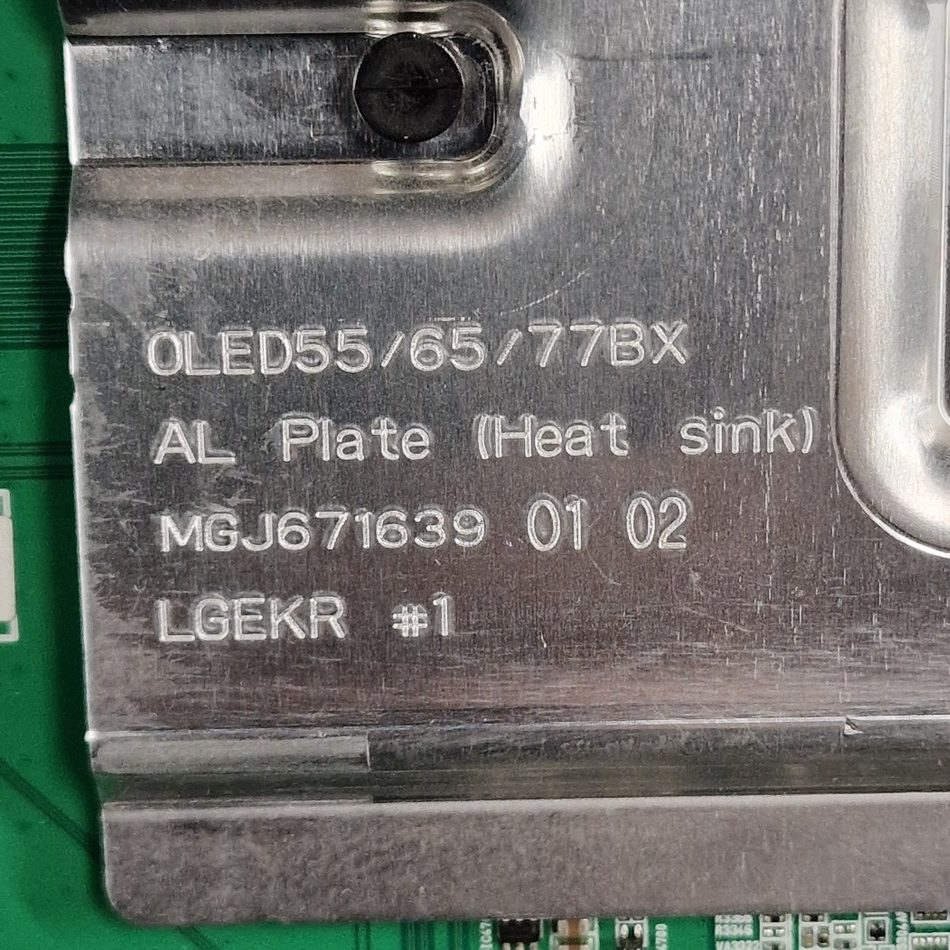 OLED55/65/77BX
AL Plate (Heat sink)
MGJ671639 01 02
LGEKR #1